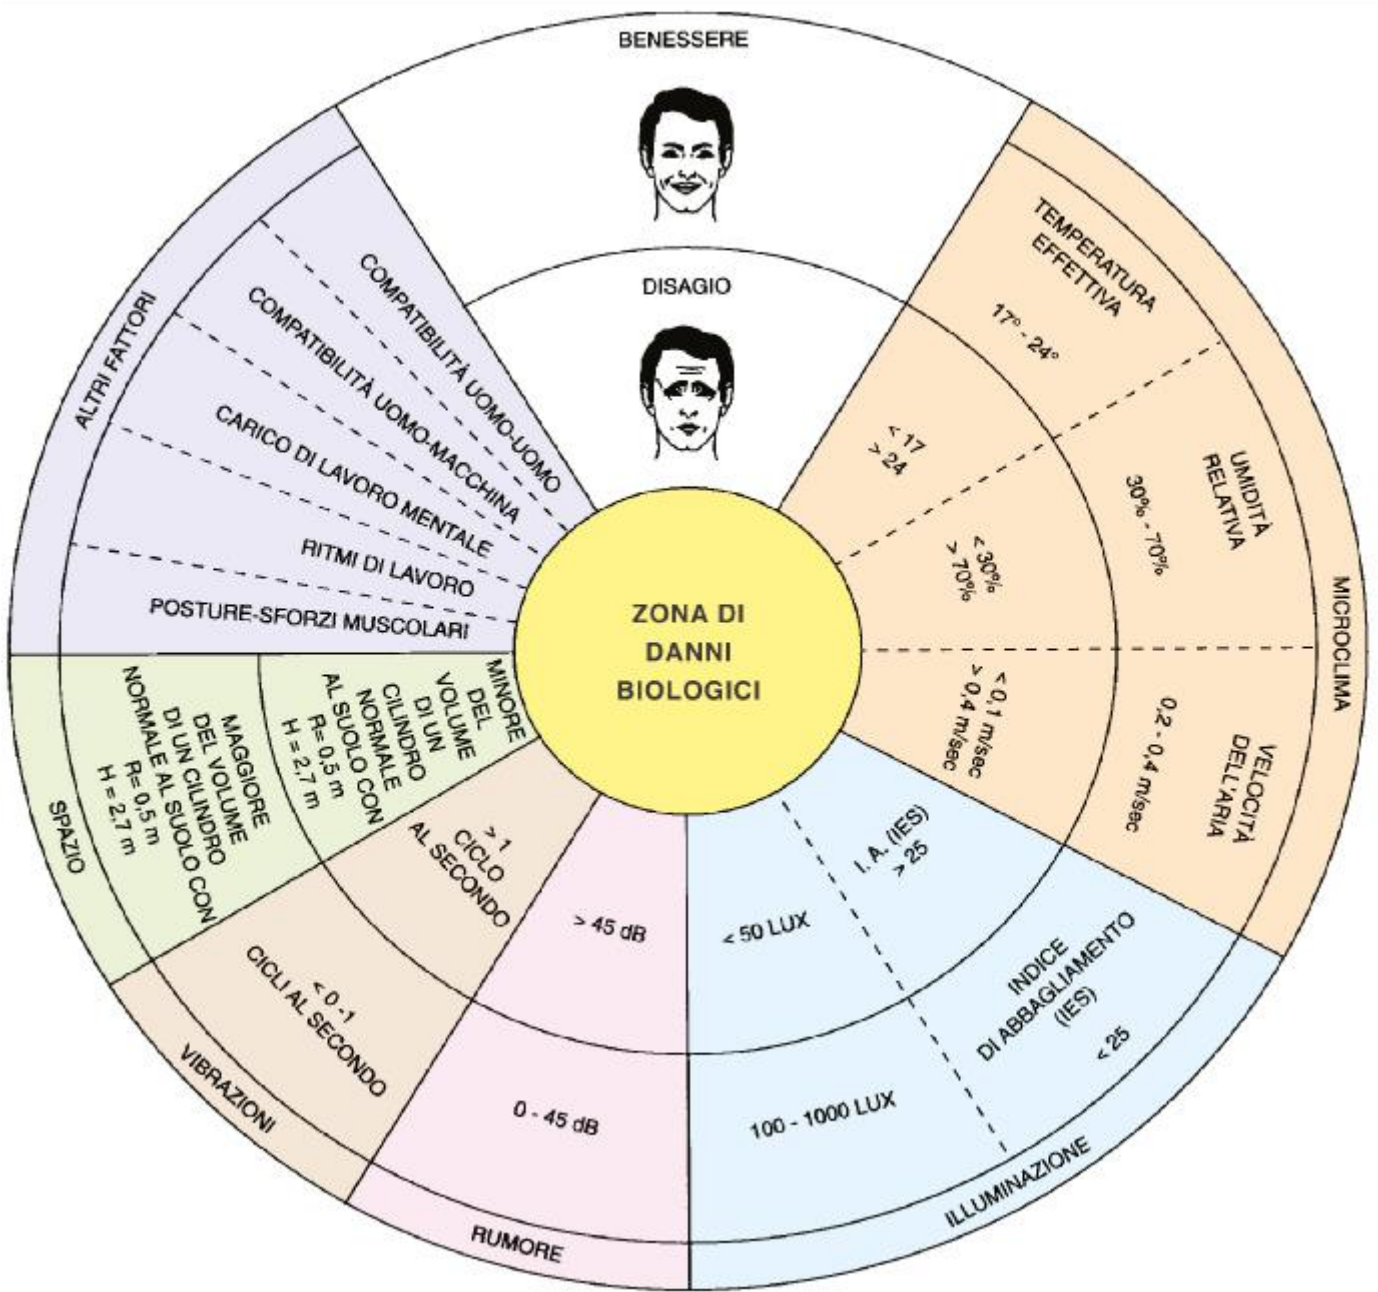 BENESSERE
DISAGIO
ZONA DI
DANNI
BIOLOGICI
MICROCLIMA
TEMPERATURA
EFFETTIVA
17° - 24°
< 17
> 24
UMIDITÀ
RELATIVA
30% - 70%
< 30%
> 70%
VELOCITÀ
DELL'ARIA
0,2 - 0,4 m/sec
< 0,1 m/sec
> 0,4 m/sec
ILLUMINAZIONE
INDICE
DI ABBAGLIAMENTO
(IES)
< 25
I. A. (IES)
> 25
100 - 1000 LUX
< 50 LUX
RUMORE
0 - 45 dB
> 45 dB
VIBRAZIONI
< 0 -1
CICLI AL SECONDO
> 1
CICLO
AL SECONDO
SPAZIO
MAGGIORE
DEL VOLUME
DI UN CILINDRO
NORMALE AL SUOLO CON
R= 0,5 m
H = 2,7 m
MINORE
DEL
VOLUME
DI UN
CILINDRO
NORMALE
AL SUOLO CON
R= 0,5 m
H = 2,7 m
ALTRI FATTORI
COMPATIBILITÀ UOMO-UOMO
COMPATIBILITÀ UOMO-MACCHINA
CARICO DI LAVORO MENTALE
RITMI DI LAVORO
POSTURE-SFORZI MUSCOLARI